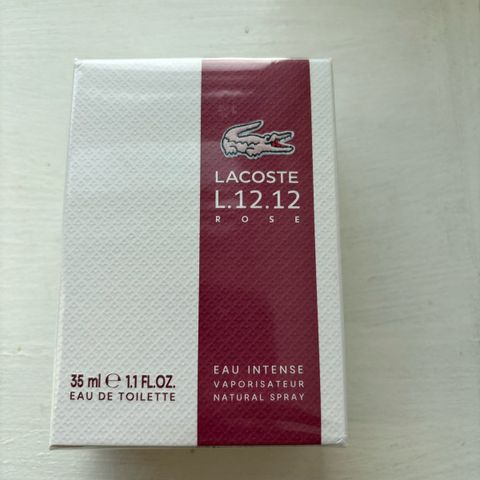 LACOSTE
L.12.12
ROSE
EAU INTENSE
VAPORISATEUR
NATURAL SPRAY
35 ml ℮ 1.1 FL.OZ.
EAU DE TOILETTE